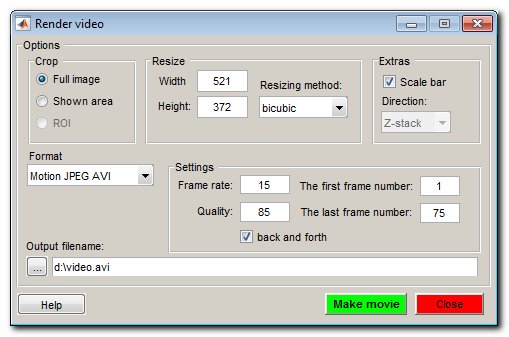 Render video
Options
Crop
Full image
Shown area
ROI
Resize
Width 521
Height: 372
Resizing method:
bicubic
Extras
Scale bar
Direction:
Z-stack
Format
Motion JPEG AVI
Settings
Frame rate: 15 The first frame number: 1
Quality: 85 The last frame number: 75
back and forth
Output filename:
... d:\video.avi
Help Make movie Close